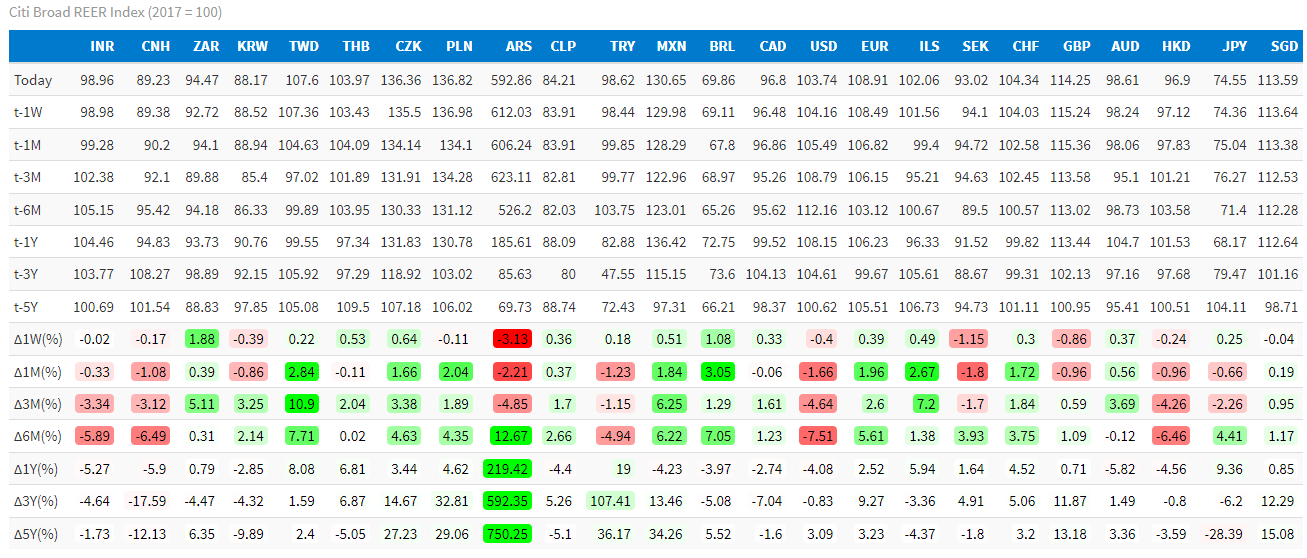 Citi Broad REER Index (2017 = 100)
INR CNH ZAR KRW TWD THB CZK PLN ARS CLP TRY MXN BRL CAD USD EUR ILS SEK CHF GBP AUD HKD JPY SGD
Today 98.96 89.23 94.47 88.17 107.6 103.97 136.36 136.82 592.86 84.21 98.62 130.65 69.86 96.8 103.74 108.91 102.06 93.02 104.34 114.25 98.61 96.9 74.55 113.59
t-1W 98.98 89.38 92.72 88.52 107.36 103.43 135.5 136.98 612.03 83.91 98.44 129.98 69.11 96.48 104.16 108.49 101.56 94.1 104.03 115.24 98.24 97.12 74.36 113.64
t-1M 99.28 90.2 94.1 88.94 104.63 104.09 134.14 134.1 606.24 83.91 99.85 128.29 67.8 96.86 105.49 106.82 99.4 94.72 102.58 115.36 98.06 97.83 75.04 113.38
t-3M 102.38 92.1 89.88 85.4 97.02 101.89 131.91 134.28 623.11 82.81 99.77 122.96 68.97 95.26 108.79 106.15 95.21 94.63 102.45 113.58 95.1 101.21 76.27 112.53
t-6M 105.15 95.42 94.18 86.33 99.89 103.95 130.33 131.12 526.2 82.03 103.75 123.01 65.26 95.62 112.16 103.12 100.67 89.5 100.57 113.02 98.73 103.58 71.4 112.28
t-1Y 104.46 94.83 93.73 90.76 99.55 97.34 131.83 130.78 185.61 88.09 82.88 136.42 72.75 99.52 108.15 106.23 96.33 91.52 99.82 113.44 104.7 101.53 68.17 112.64
t-3Y 103.77 108.27 98.89 92.15 105.92 97.29 118.92 103.02 85.63 80 47.55 115.15 73.6 104.13 104.61 99.67 105.61 88.67 99.31 102.13 97.16 97.68 79.47 101.16
t-5Y 100.69 101.54 88.83 97.85 105.08 109.5 107.18 106.02 69.73 88.74 72.43 97.31 66.21 98.37 100.62 105.51 106.73 94.73 101.11 100.95 95.41 100.51 104.11 98.71
Δ1W(%) -0.02 -0.17 1.88 -0.39 0.22 0.53 0.64 -0.11 -3.13 0.36 0.18 0.51 1.08 0.33 -0.4 0.39 0.49 -1.15 0.3 -0.86 0.37 -0.24 0.25 -0.04
Δ1M(%) -0.33 -1.08 0.39 -0.86 2.84 -0.11 1.66 2.04 -2.21 0.37 -1.23 1.84 3.05 -0.06 -1.66 1.96 2.67 -1.8 1.72 -0.96 0.56 -0.96 -0.66 0.19
Δ3M(%) -3.34 -3.12 5.11 3.25 10.9 2.04 3.38 1.89 -4.85 1.7 -1.15 6.25 1.29 1.61 -4.64 2.6 7.2 -1.7 1.84 0.59 3.69 -4.26 -2.26 0.95
Δ6M(%) -5.89 -6.49 0.31 2.14 7.71 0.02 4.63 4.35 12.67 2.66 -4.94 6.22 7.05 1.23 -7.51 5.61 1.38 3.93 3.75 1.09 -0.12 -6.46 4.41 1.17
Δ1Y(%) -5.27 -5.9 0.79 -2.85 8.08 6.81 3.44 4.62 219.42 -4.4 19 -4.23 -3.97 -2.74 -4.08 2.52 5.94 1.64 4.52 0.71 -5.82 -4.56 9.36 0.85
Δ3Y(%) -4.64 -17.59 -4.47 -4.32 1.59 6.87 14.67 32.81 592.35 5.26 107.41 13.46 -5.08 -7.04 -0.83 9.27 -3.36 4.91 5.06 11.87 1.49 -0.8 -6.2 12.29
Δ5Y(%) -1.73 -12.13 6.35 -9.89 2.4 -5.05 27.23 29.06 750.25 -5.1 36.17 34.26 5.52 -1.6 3.09 3.23 -4.37 -1.8 3.2 13.18 3.36 -3.59 -28.39 15.08